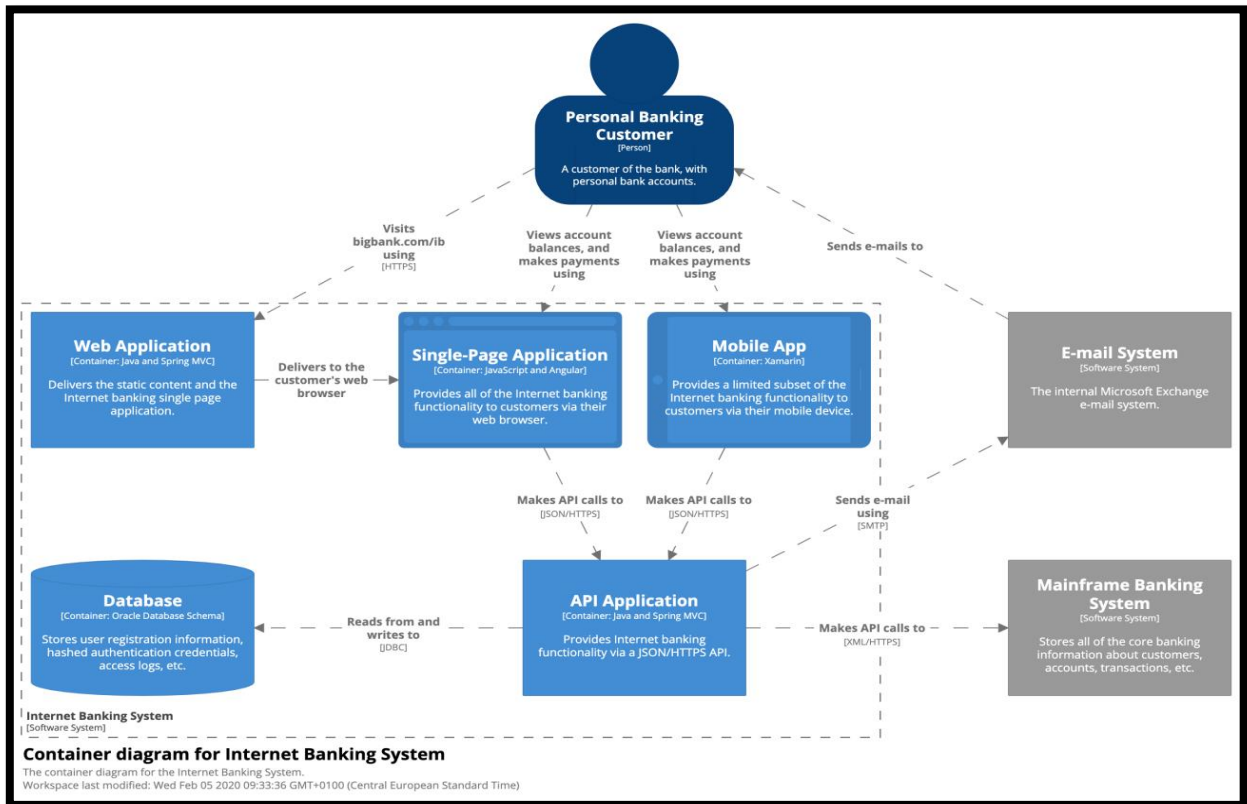 Personal Banking
Customer
[Person]
A customer of the bank, with
personal bank accounts.
Visits
bigbank.com/ib
using
[HTTPS]
Views account
balances, and
makes payments
using
Views account
balances, and
makes payments
using
Sends e-mails to
Web Application
[Container: Java and Spring MVC]
Delivers the static content and the
Internet banking single page
application.
Delivers to the
customer's web
browser
Single-Page Application
[Container: JavaScript and Angular]
Provides all of the Internet banking
functionality to customers via their
web browser.
Mobile App
[Container: Xamarin]
Provides a limited subset of the
Internet banking functionality to
customers via their mobile device.
E-mail System
[Software System]
The internal Microsoft Exchange
e-mail system.
Makes API calls to
[JSON/HTTPS]
Makes API calls to
[JSON/HTTPS]
Sends e-mail
using
[SMTP]
Database
[Container: Oracle Database Schema]
Stores user registration information,
hashed authentication credentials,
access logs, etc.
Reads from and
writes to
[JDBC]
API Application
[Container: Java and Spring MVC]
Provides Internet banking
functionality via a JSON/HTTPS API.
Makes API calls to
[XML/HTTPS]
Mainframe Banking
System
[Software System]
Stores all of the core banking
information about customers,
accounts, transactions, etc.
Internet Banking System
[Software System]
Container diagram for Internet Banking System
The container diagram for the Internet Banking System.
Workspace last modified: Wed Feb 05 2020 09:33:36 GMT+0100 (Central European Standard Time)